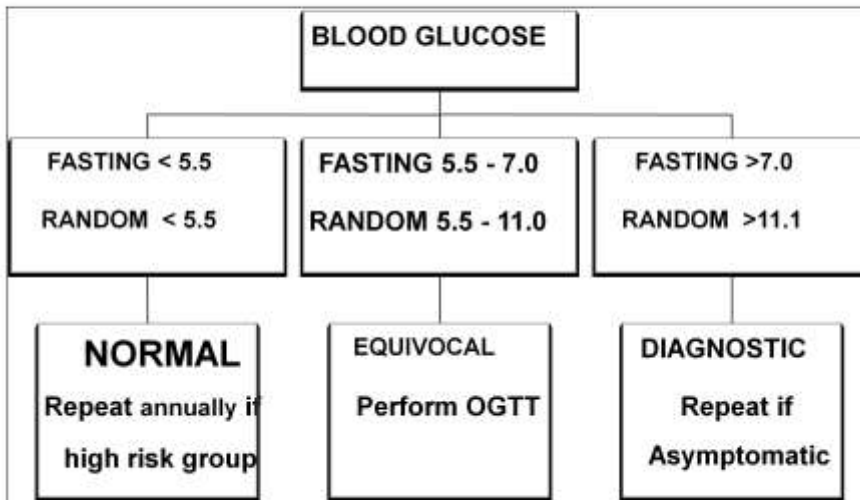 BLOOD GLUCOSE
FASTING < 5.5
RANDOM < 5.5
FASTING 5.5 - 7.0
RANDOM 5.5 - 11.0
FASTING >7.0
RANDOM >11.1
NORMAL
Repeat annually if
high risk group
EQUIVOCAL
Perform OGTT
DIAGNOSTIC
Repeat if
Asymptomatic